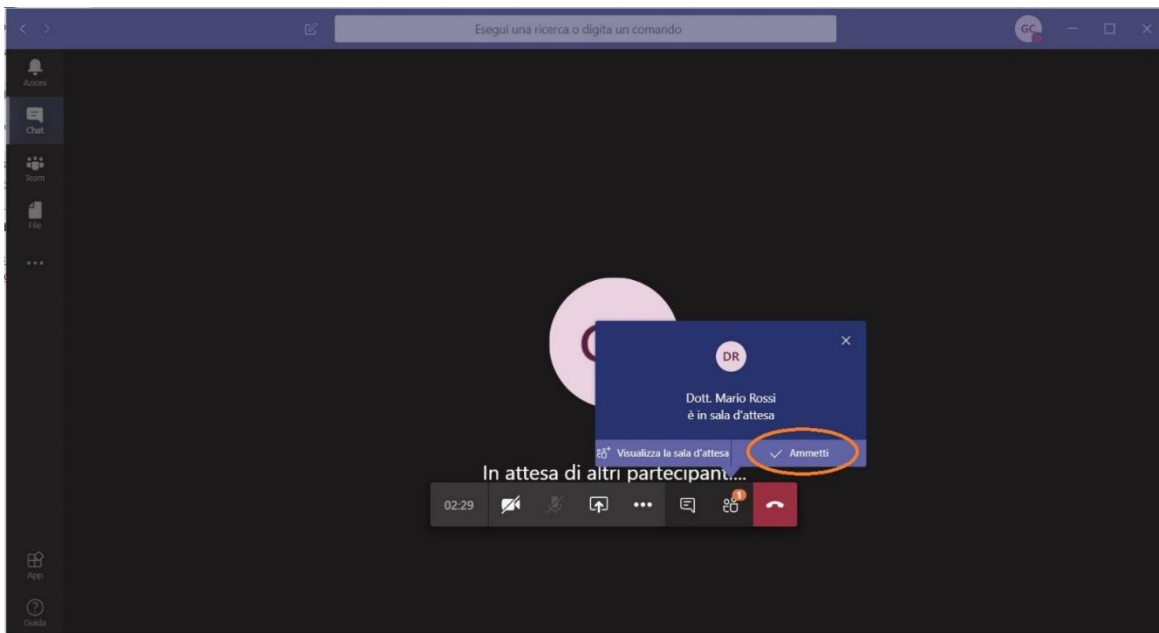 Esegui una ricerca o digita un comando
GC
Azioni
Chat
Team
File
DR
Dott. Mario Rossi
è in sala d'attesa
Visualizza la sala d'attesa
Ammetti
In attesa di altri partecipanti...
02:29
1
App
Guida